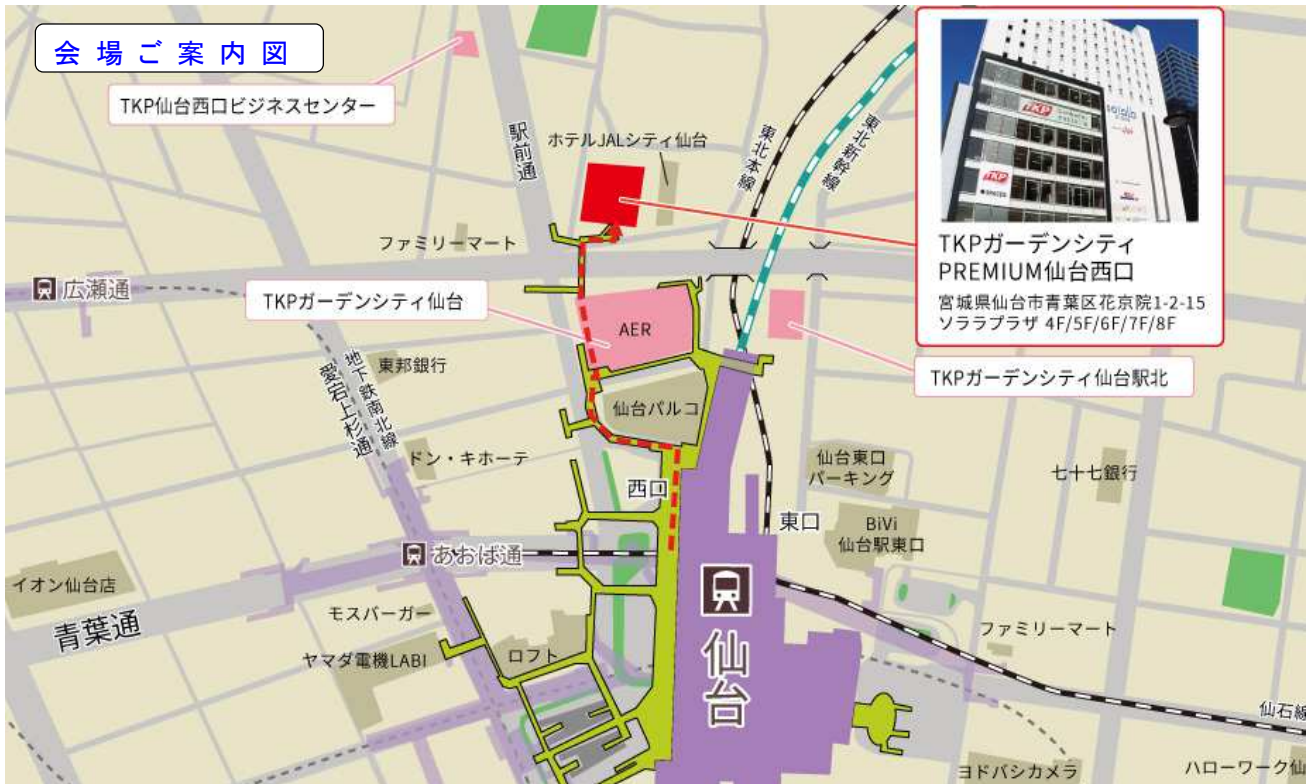 会場ご案内図
TKP仙台西口ビジネスセンター
駅前通
ホテルJALシティ仙台
東北本線
東北新幹線
TKP
TKP
TKPガーデンシティ
PREMIUM仙台西口
宮城県仙台市青葉区花京院1-2-15
ソララプラザ 4F/5F/6F/7F/8F
ファミリーマート
広瀬通
TKPガーデンシティ仙台
AER
TKPガーデンシティ仙台駅北
東邦銀行
地下鉄南北線
愛宕上杉通
仙台パルコ
ドン・キホーテ
西口
仙台東口
パーキング
七十七銀行
東口
BiVi
仙台駅東口
あおば通
イオン仙台店
青葉通
モスバーガー
ヤマダ電機LABI
ロフト
仙台
ファミリーマート
仙石線
ヨドバシカメラ
ハローワーク仙